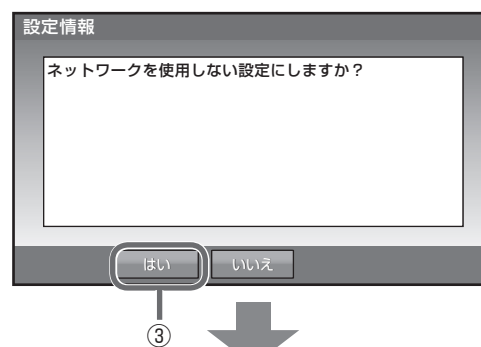 設定情報
ネットワークを使用しない設定にしますか？
はい いいえ
③